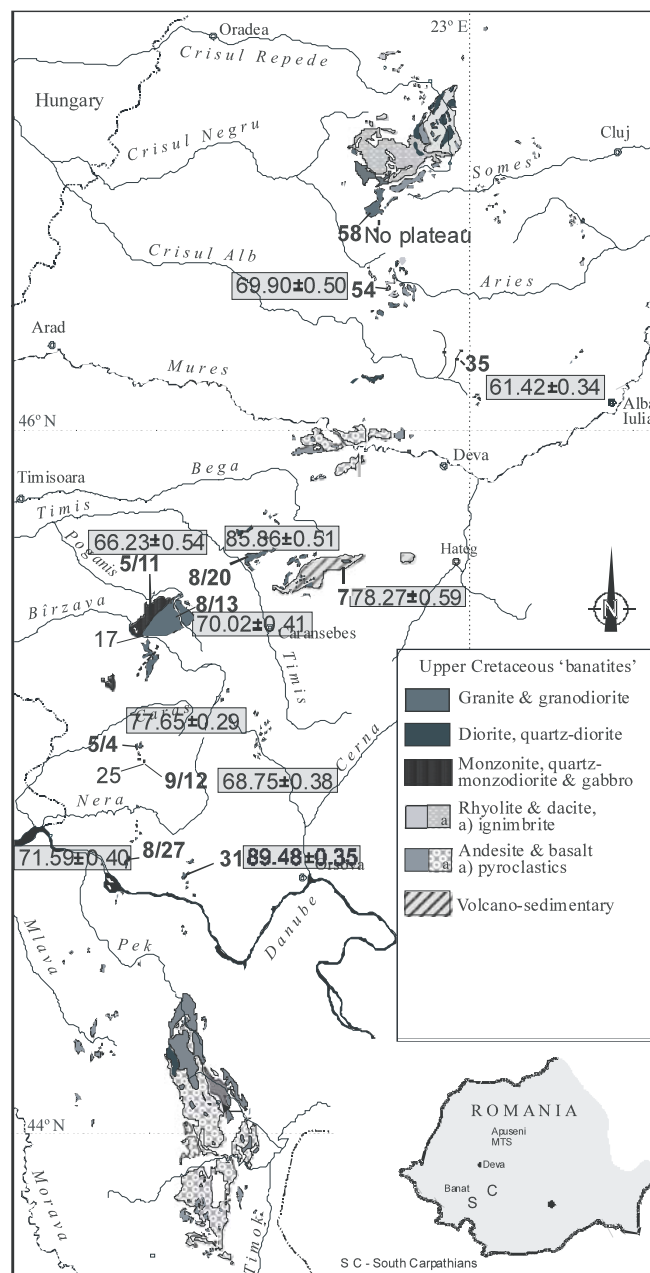 23º E
Oradea
Crisul Repede
Hungary
Crisul Negru
Cluj
Somes
58 No plateau
Crisul Alb
69.90±0.50 54
Aries
Arad
35
Mures
61.42±0.34
Alba
Iulia
46º N
Deva
Bega
Timisoara
Timis
66.23±0.54
85.86±0.51
Poganis
5/11
8/20
Hateg
7
78.27±0.59
8/13
Bîrzava
70.02±0.41
17
Caransebes
Timis
77.65±0.29
5/4
25
9/12
68.75±0.38
Cerna
Nera
8/27
71.59±0.40
31
89.48±0.35
Orsova
Danube
Pek
Mlava
44º N
Morava
Timok
N
Upper Cretaceous ‘banatites’
Granite & granodiorite
Diorite, quartz-diorite
Monzonite, quartz-
monzodiorite & gabbro
Rhyolite & dacite,
a a) ignimbrite
Andesite & basalt
a a) pyroclastics
Volcano-sedimentary
ROMANIA
Apuseni
MTS
Deva
Banat
S C
S C - South Carpathians